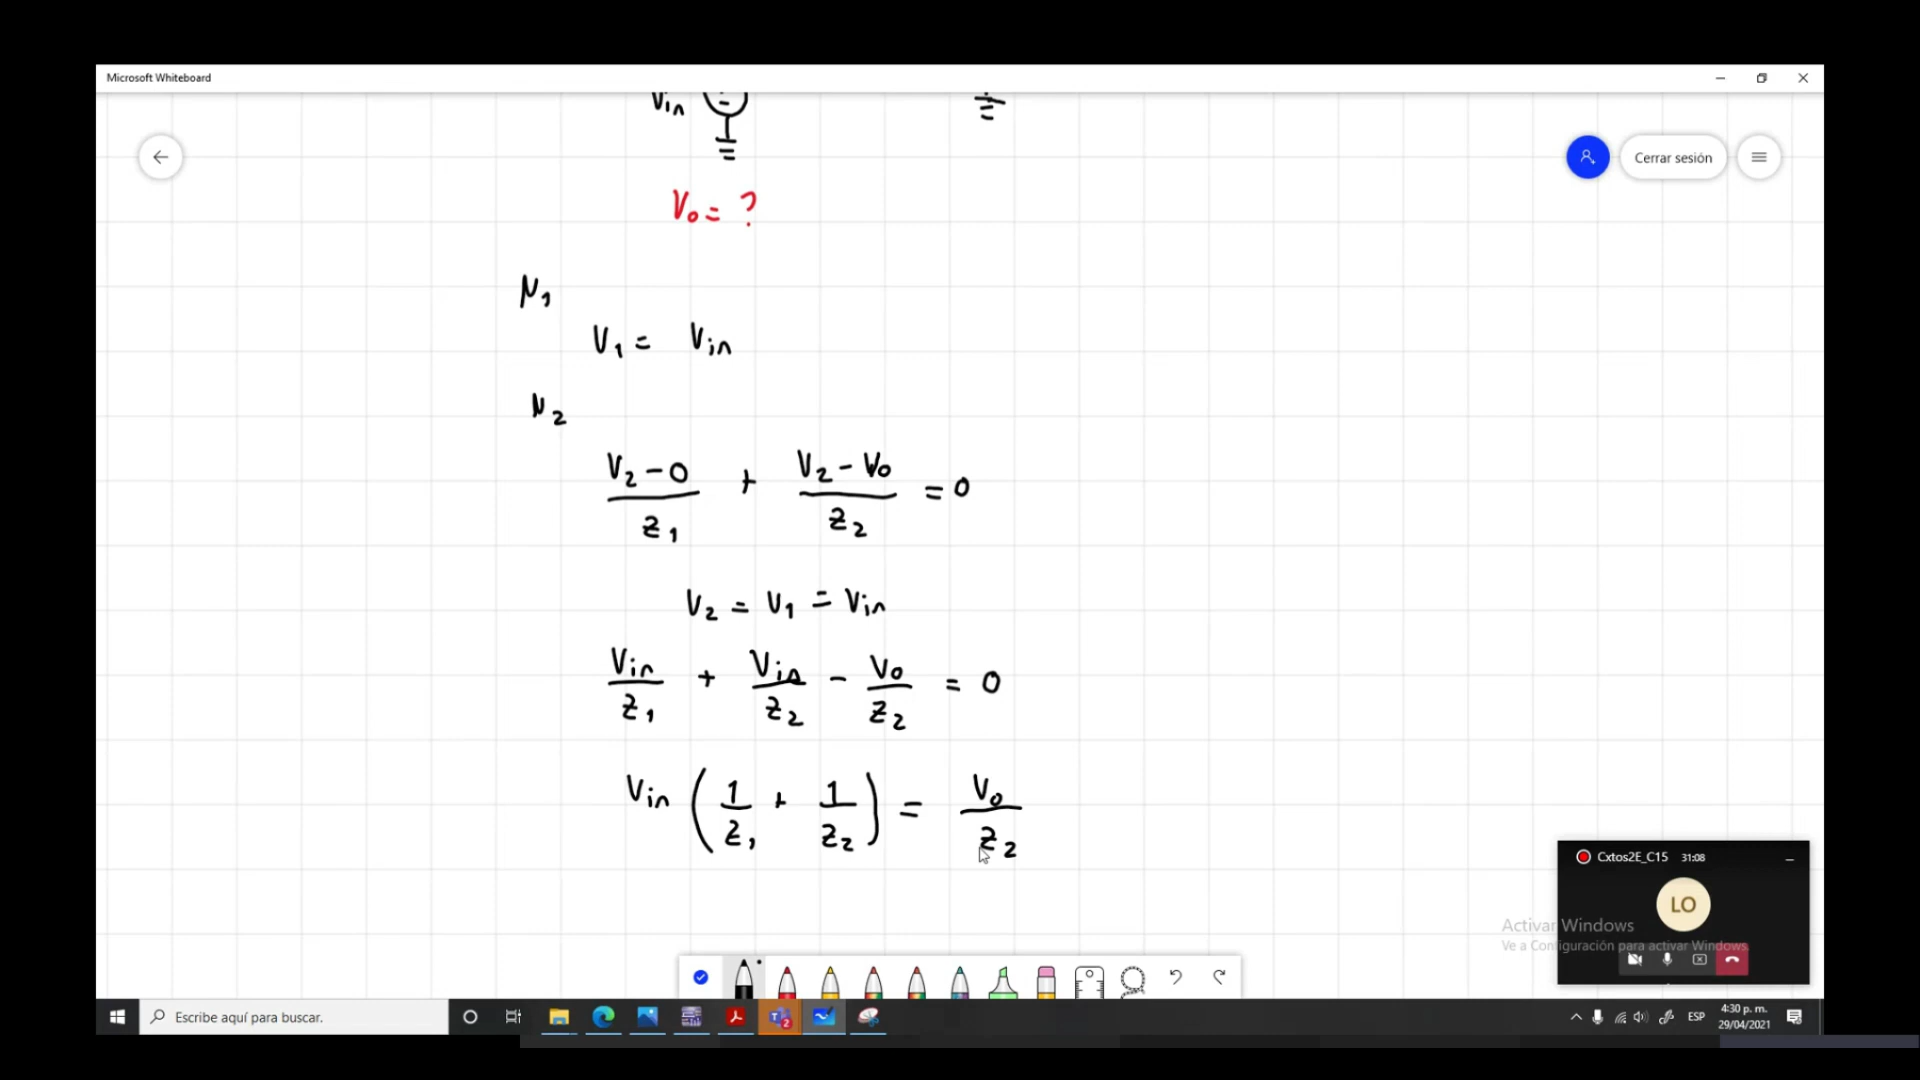 Microsoft Whiteboard
Vin
Cerrar sesión
Vo = ?
N1
V1 = Vin
N2
(V2 - 0)/Z1 + (V2 - Vo)/Z2 = 0
V2 = V1 = Vin
Vin/Z1 + Vin/Z2 - Vo/Z2 = 0
Vin (1/Z1 + 1/Z2) = Vo/Z2
Cxtos2E_C15 31:08
LO
Activar Windows
Ve a Configuración para activar Windows.
Escribe aquí para buscar.
2
ESP
4:30 p. m.
29/04/2021